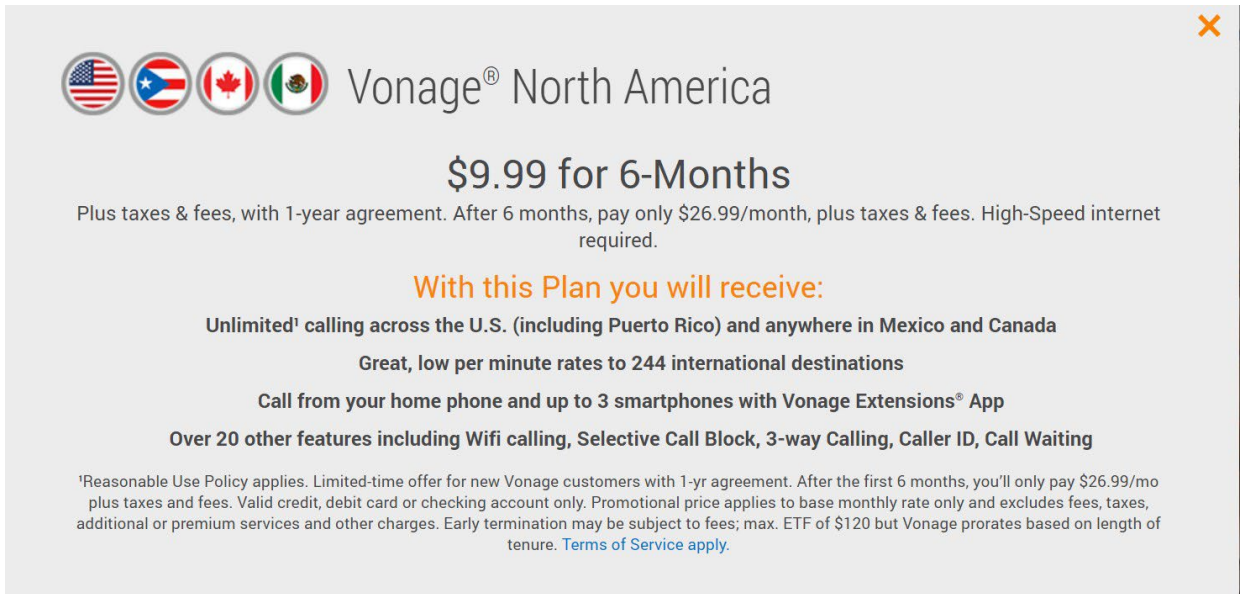 Vonage® North America
$9.99 for 6-Months
Plus taxes & fees, with 1-year agreement. After 6 months, pay only $26.99/month, plus taxes & fees. High-Speed internet
required.
With this Plan you will receive:
Unlimited¹ calling across the U.S. (including Puerto Rico) and anywhere in Mexico and Canada
Great, low per minute rates to 244 international destinations
Call from your home phone and up to 3 smartphones with Vonage Extensions® App
Over 20 other features including Wifi calling, Selective Call Block, 3-way Calling, Caller ID, Call Waiting
¹Reasonable Use Policy applies. Limited-time offer for new Vonage customers with 1-yr agreement. After the first 6 months, you'll only pay $26.99/mo
plus taxes and fees. Valid credit, debit card or checking account only. Promotional price applies to base monthly rate only and excludes fees, taxes,
additional or premium services and other charges. Early termination may be subject to fees; max. ETF of $120 but Vonage prorates based on length of
tenure. Terms of Service apply.